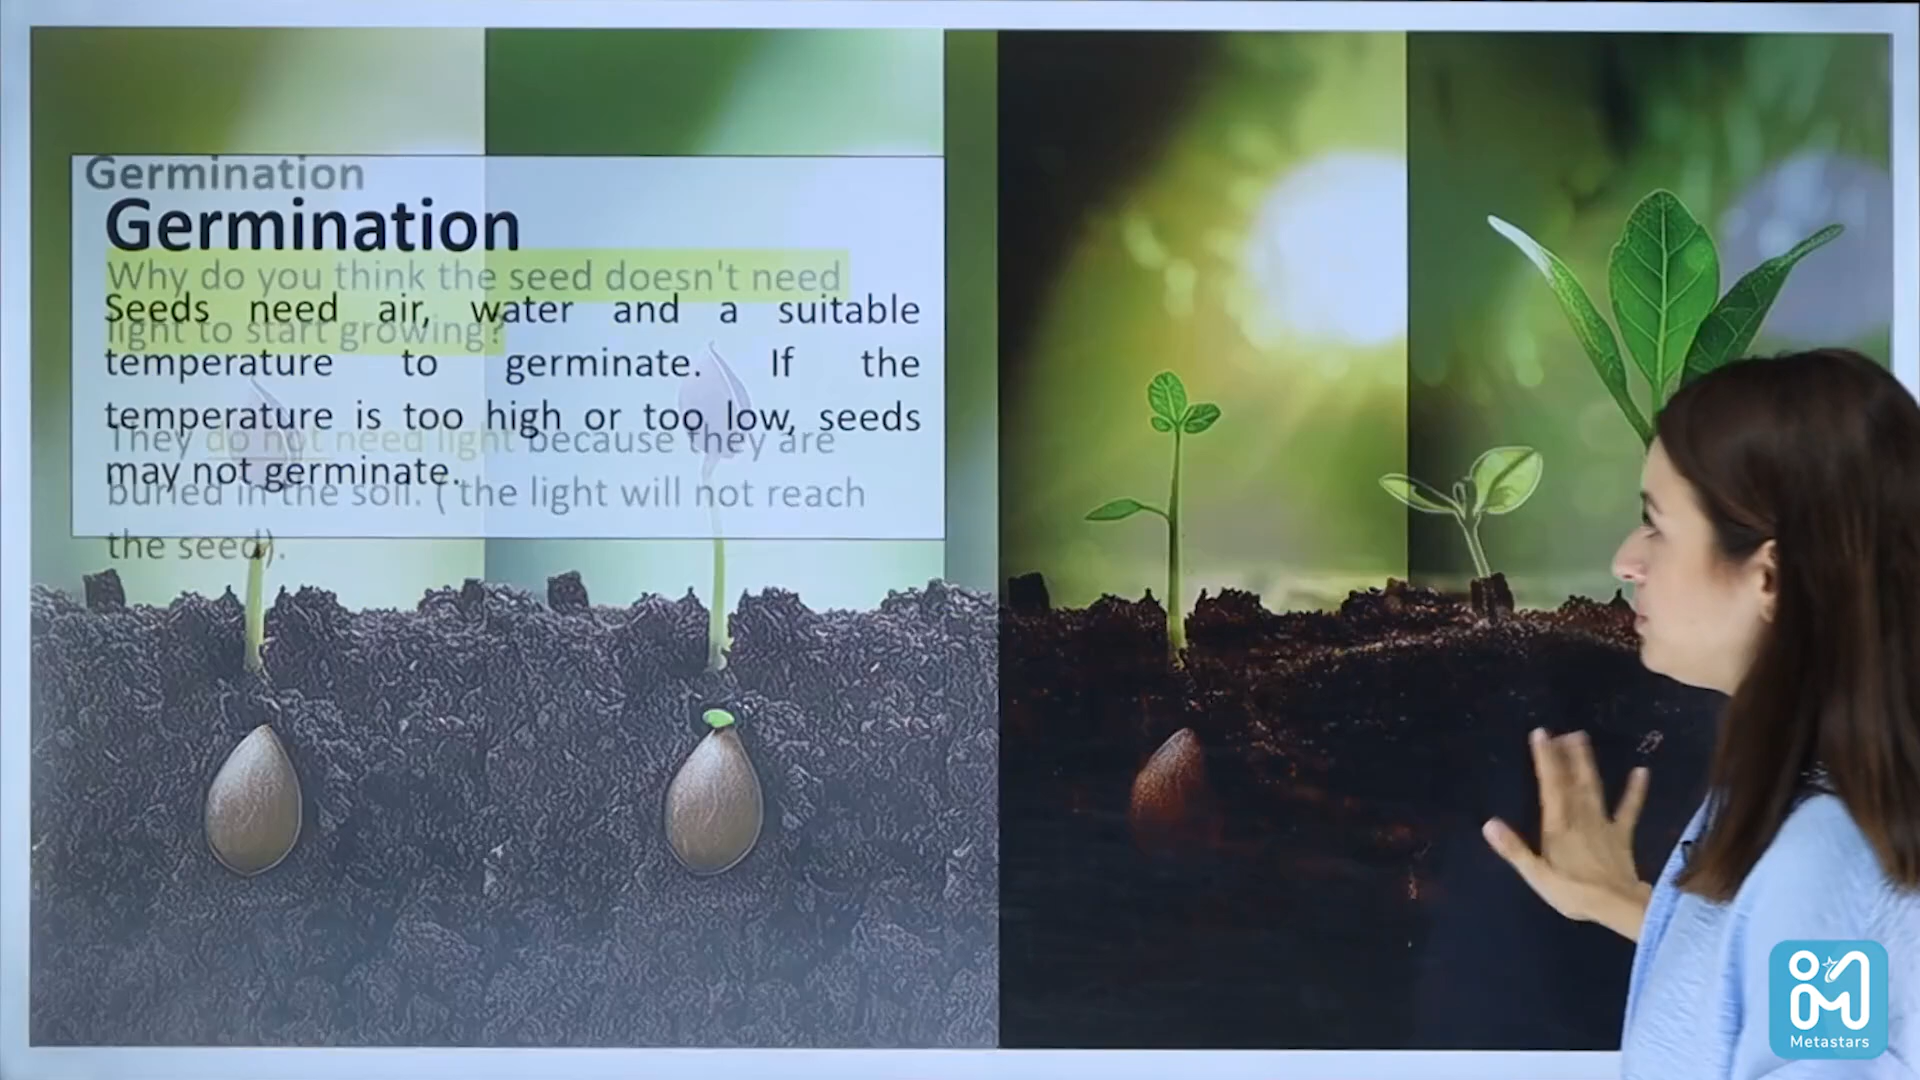 Germination
Germination
Why do you think the seed doesn't need
light to start growing?
Seeds need air, water and a suitable
temperature to germinate. If the
temperature is too high or too low, seeds
may not germinate.
They do not need light because they are
buried in the soil. ( the light will not reach
the seed).
Metastars